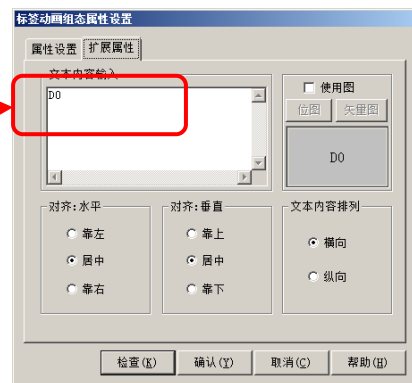 标签动画组态属性设置
属性设置 扩展属性
文本内容输入
D0
使用图
位图 矢量图
D0
对齐:水平
靠左
居中
靠右
对齐:垂直
靠上
居中
靠下
文本内容排列
横向
纵向
检查(K) 确认(Y) 取消(C) 帮助(H)